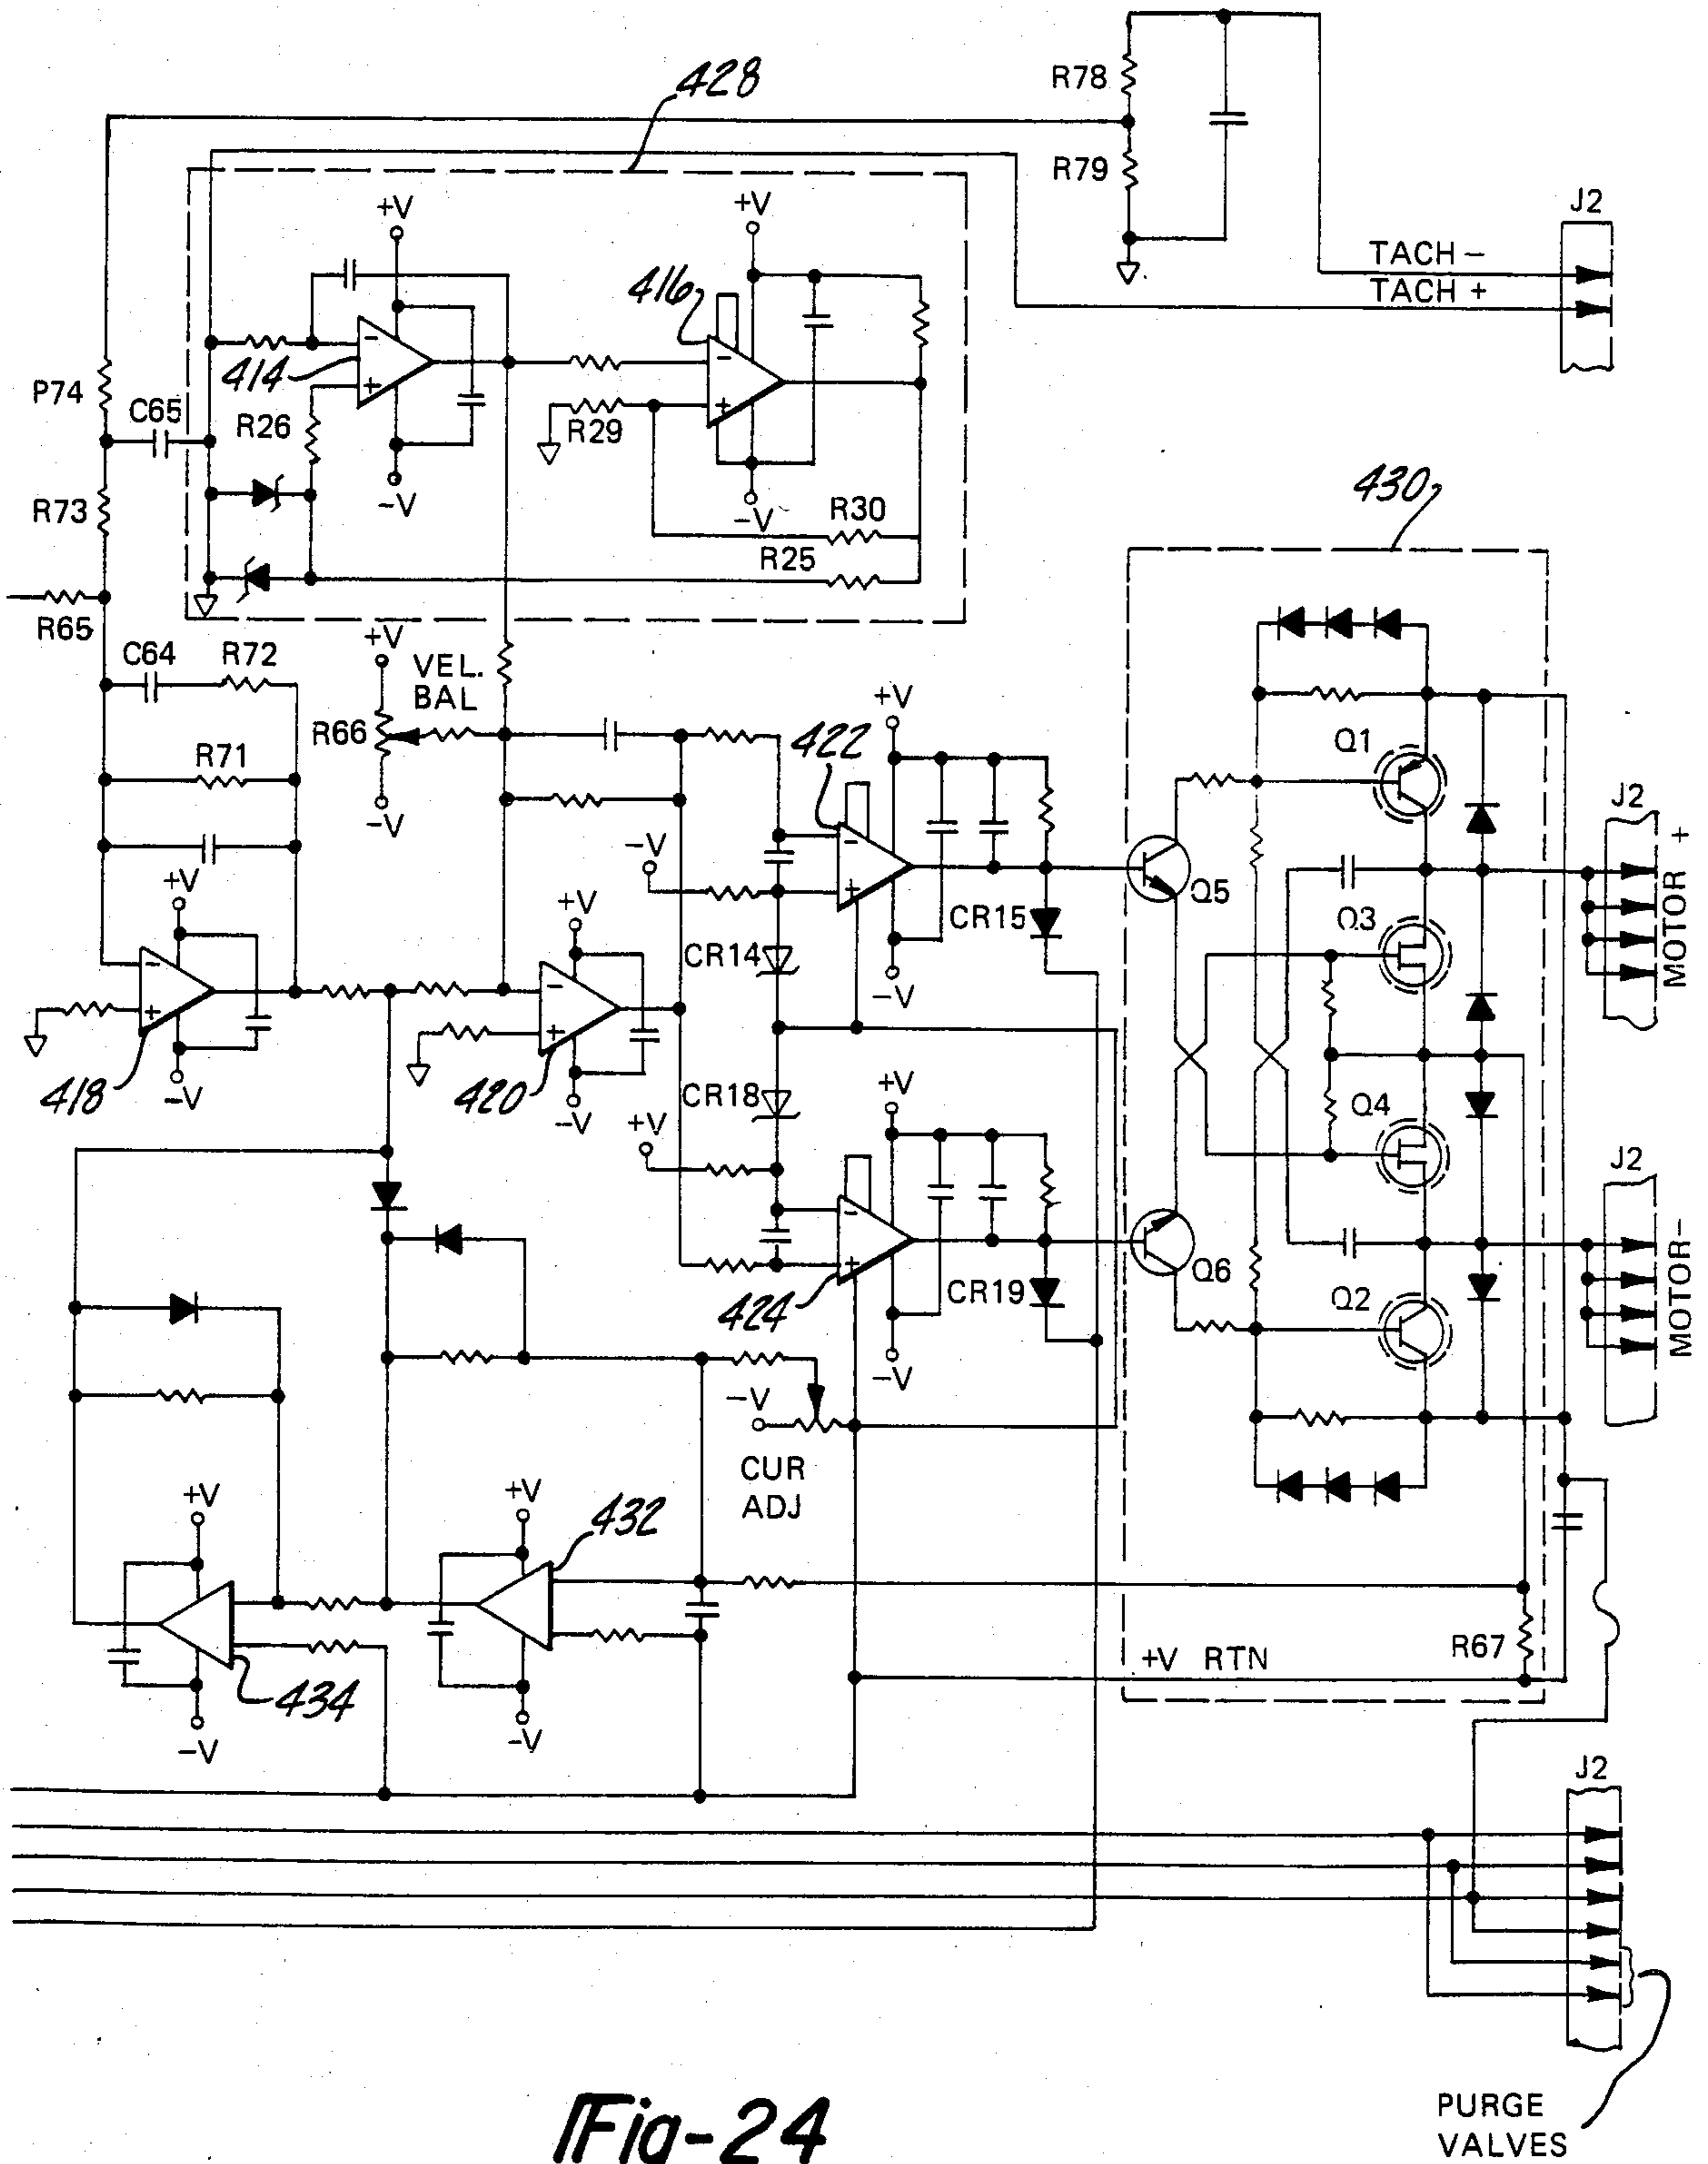 428
R78
R79
J2
TACH −
TACH +
+V
+V
416
414
P74
C65
R26
R29
R73
−V
−V
R30
R25
R65
430
+V
VEL.
BAL
C64
R72
R66
R71
−V
+V
422
Q1
J2
MOTOR +
−V
+V
+V
Q5
CR15
Q3
CR14
−V
418
−V
420
−V
CR18
+V
+V
Q4
J2
MOTOR−
Q6
CR19
Q2
424
−V
−V
CUR
ADJ
+V
+V
432
R67
+V RTN
434
−V
−V
J2
PURGE
VALVES
Fig-24